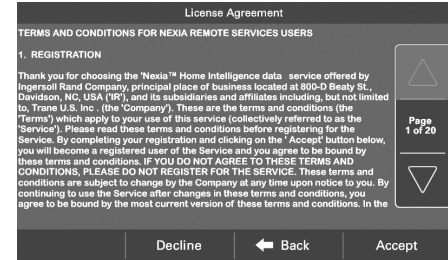 License Agreement
TERMS AND CONDITIONS FOR NEXIA REMOTE SERVICES USERS
1. REGISTRATION
Thank you for choosing the 'Nexia™ Home Intelligence data service offered by
Ingersoll Rand Company, principal place of business located at 800-D Beaty St.,
Davidson, NC, USA ('IR'), and its subsidiaries and affiliates including, but not limited
to, Trane U.S. Inc . (the 'Company'). These are the terms and conditions (the
'Terms') which apply to your use of this service (collectively referred to as the
'Service'). Please read these terms and conditions before registering for the
Service. By completing your registration and clicking on the ' Accept' button below,
you will become a registered user of the Service and you agree to be bound by
these terms and conditions. IF YOU DO NOT AGREE TO THESE TERMS AND
CONDITIONS, PLEASE DO NOT REGISTER FOR THE SERVICE. These terms and
conditions are subject to change by the Company at any time upon notice to you. By
continuing to use the Service after changes in these terms and conditions, you
agree to be bound by the most current version of these terms and conditions. In the
Page
1 of 20
Decline
Back
Accept